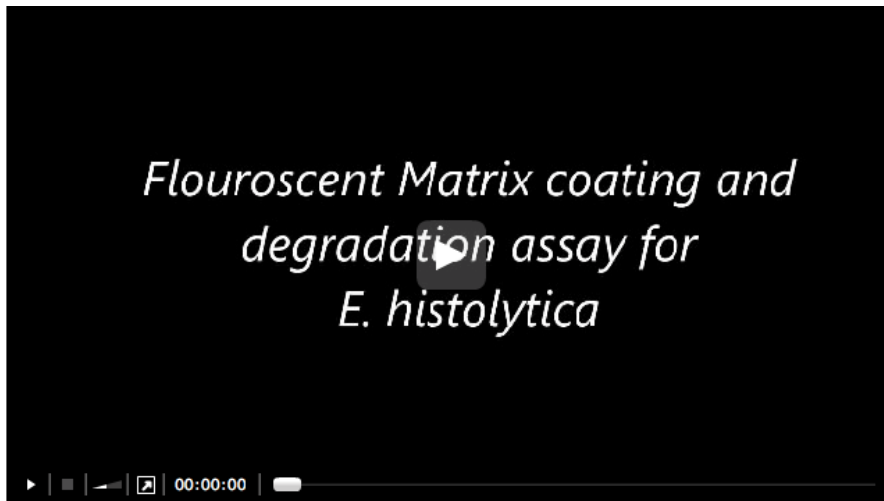 Flouroscent Matrix coating and
degradation assay for
E. histolytica
00:00:00